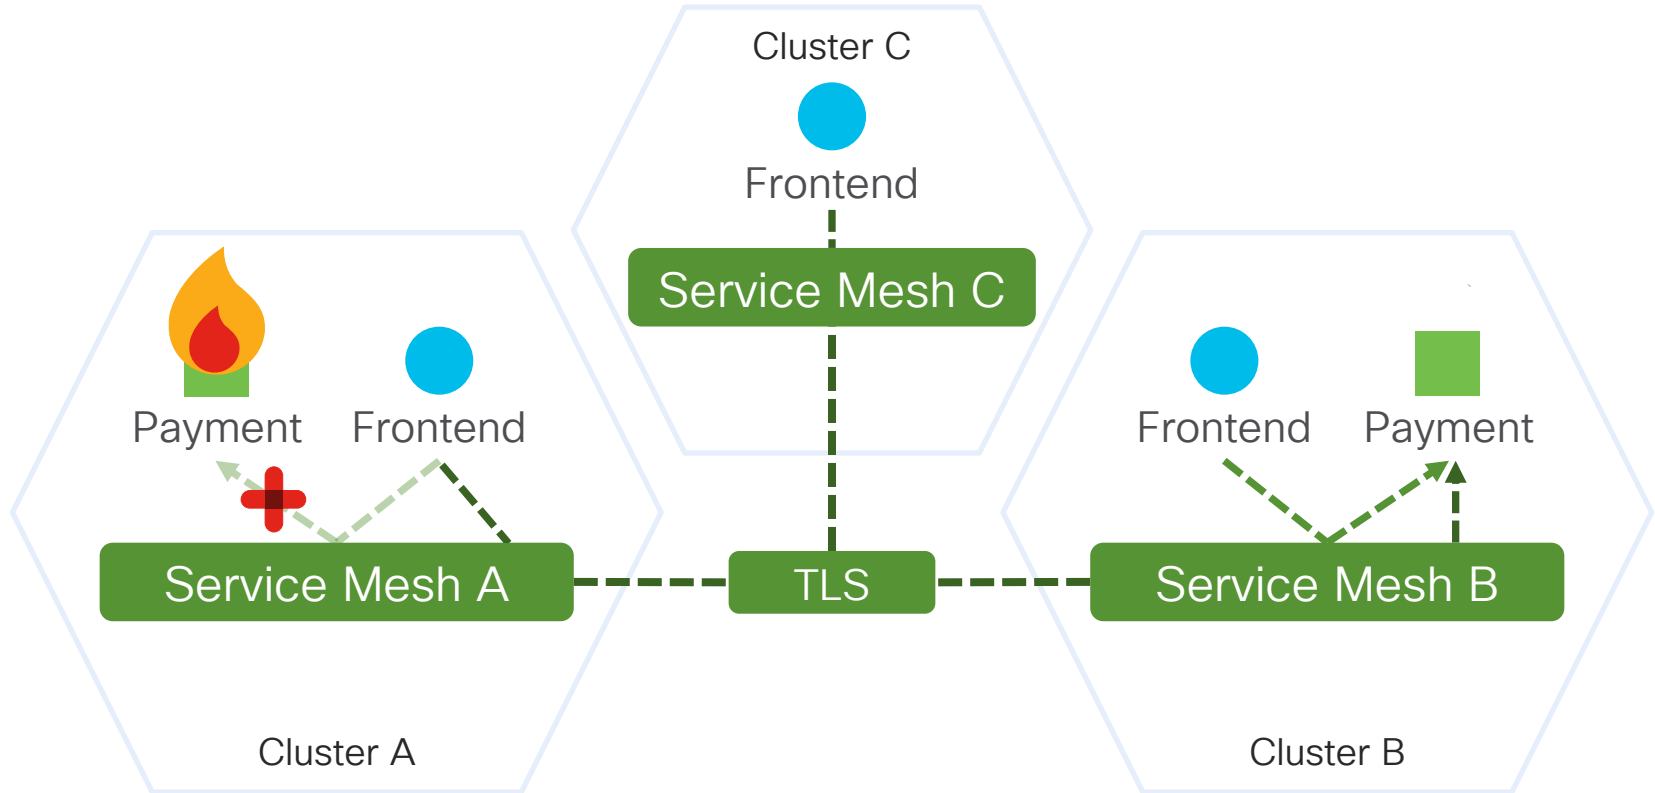 Cluster C
Frontend
Service Mesh C
Payment
Frontend
Frontend
Payment
Service Mesh A
TLS
Service Mesh B
Cluster A
Cluster B